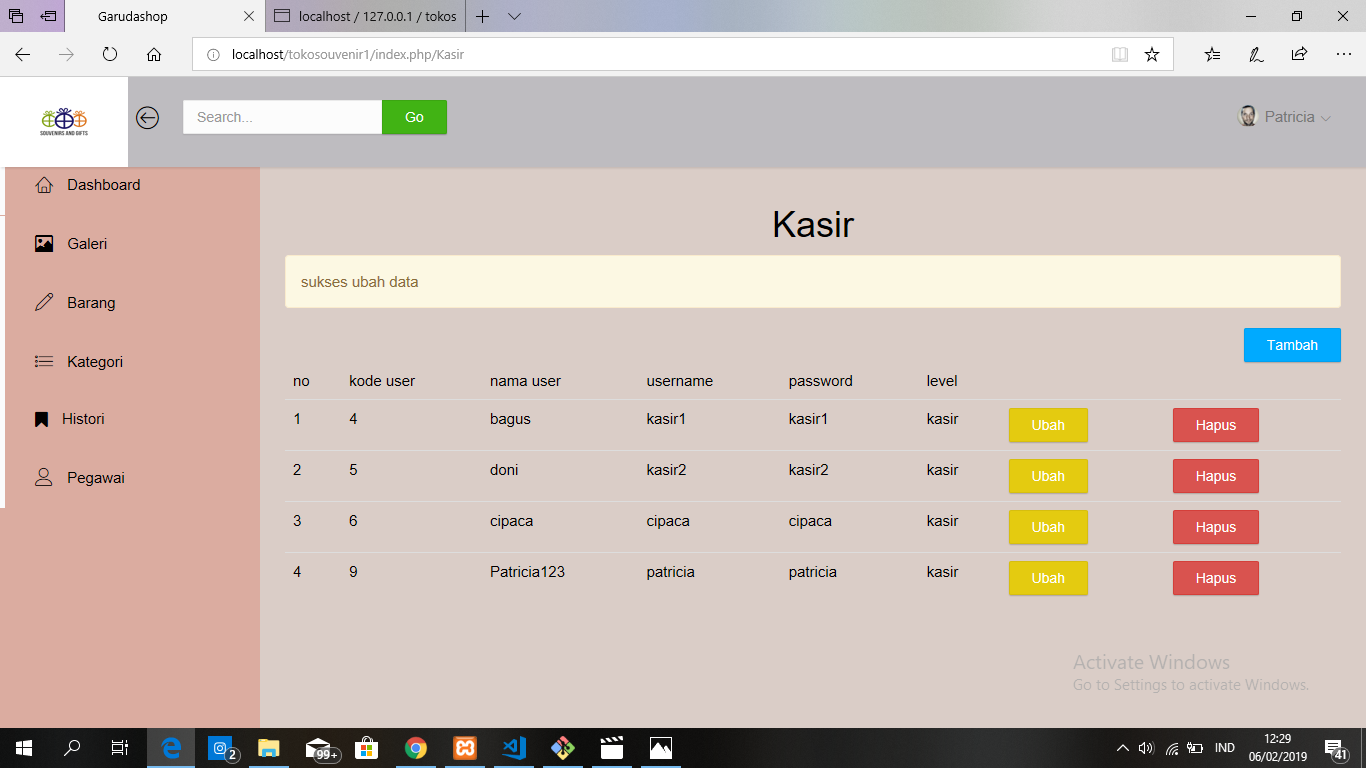 Garudashop
localhost / 127.0.0.1 / tokos
localhost/tokosouvenir1/index.php/Kasir
SOUVENIRS AND GIFTS
Search...
Go
Patricia
Dashboard
Galeri
Barang
Kategori
Histori
Pegawai
Kasir
sukses ubah data
Tambah
no kode user nama user username password level
1 4 bagus kasir1 kasir1 kasir Ubah Hapus
2 5 doni kasir2 kasir2 kasir Ubah Hapus
3 6 cipaca cipaca cipaca kasir Ubah Hapus
4 9 Patricia123 patricia patricia kasir Ubah Hapus
Activate Windows
Go to Settings to activate Windows.
2
99+
IND
12:29
06/02/2019
41